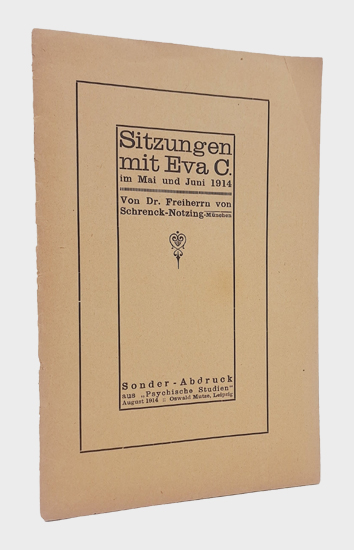 Sitzungen
mit Eva C.
im Mai und Juni 1914
Von Dr. Freiherrn von
Schrenck-Notzing-München
Sonder-Abdruck
aus „Psychische Studien“
August 1914 : Oswald Mutze, Leipzig